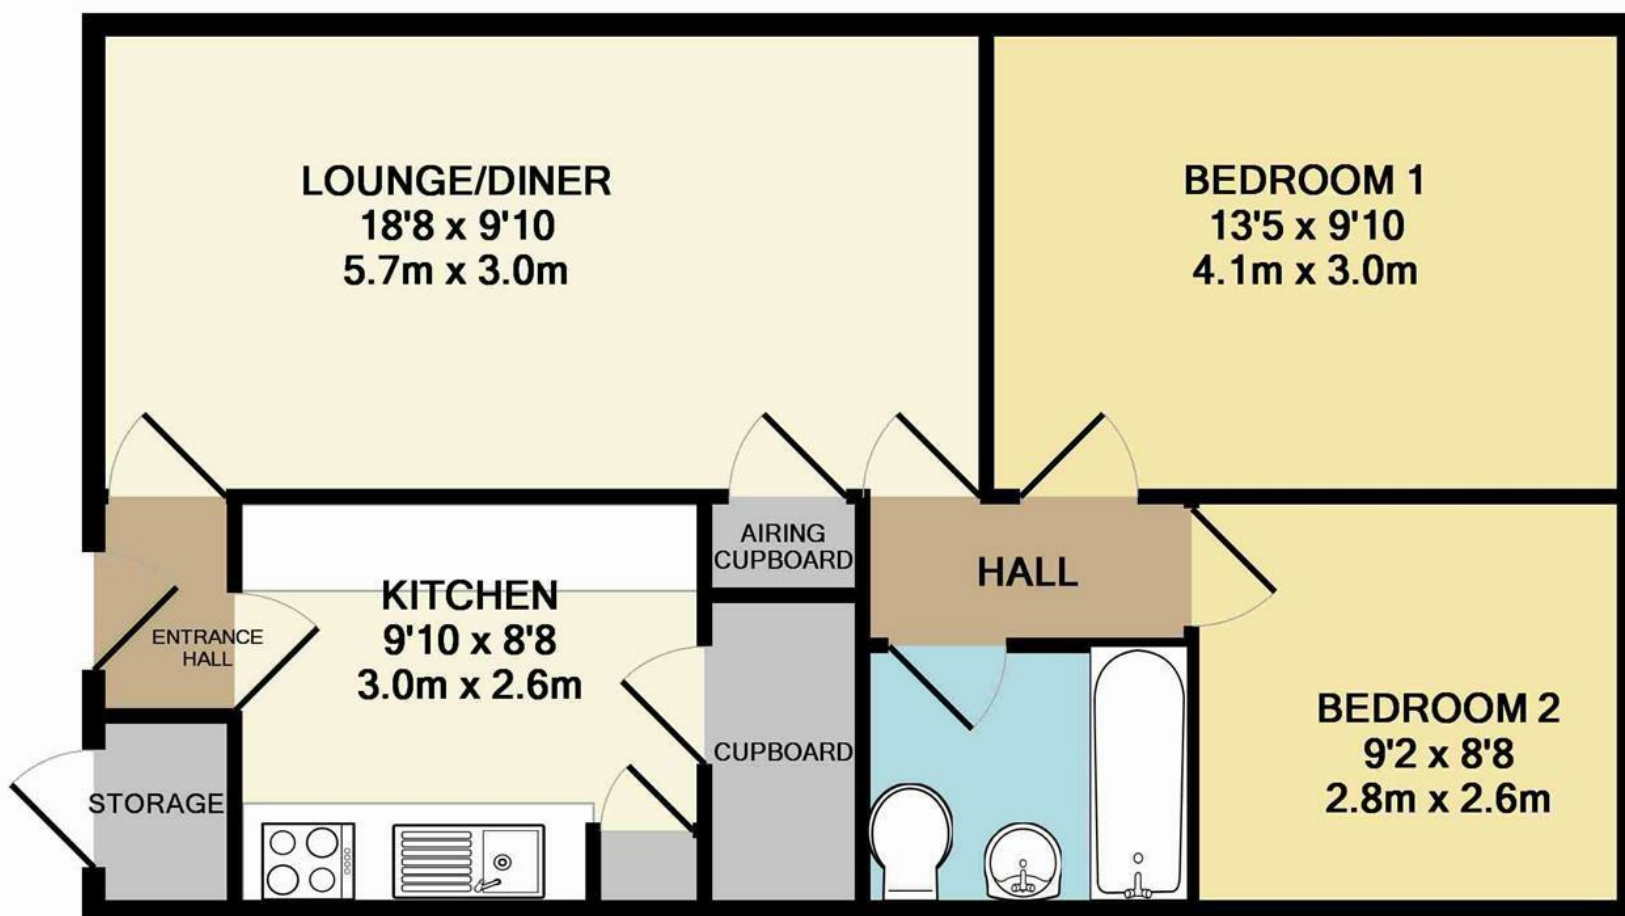 LOUNGE/DINER
18'8 x 9'10
5.7m x 3.0m
BEDROOM 1
13'5 x 9'10
4.1m x 3.0m
AIRING
CUPBOARD
HALL
KITCHEN
9'10 x 8'8
3.0m x 2.6m
ENTRANCE
HALL
CUPBOARD
STORAGE
BEDROOM 2
9'2 x 8'8
2.8m x 2.6m